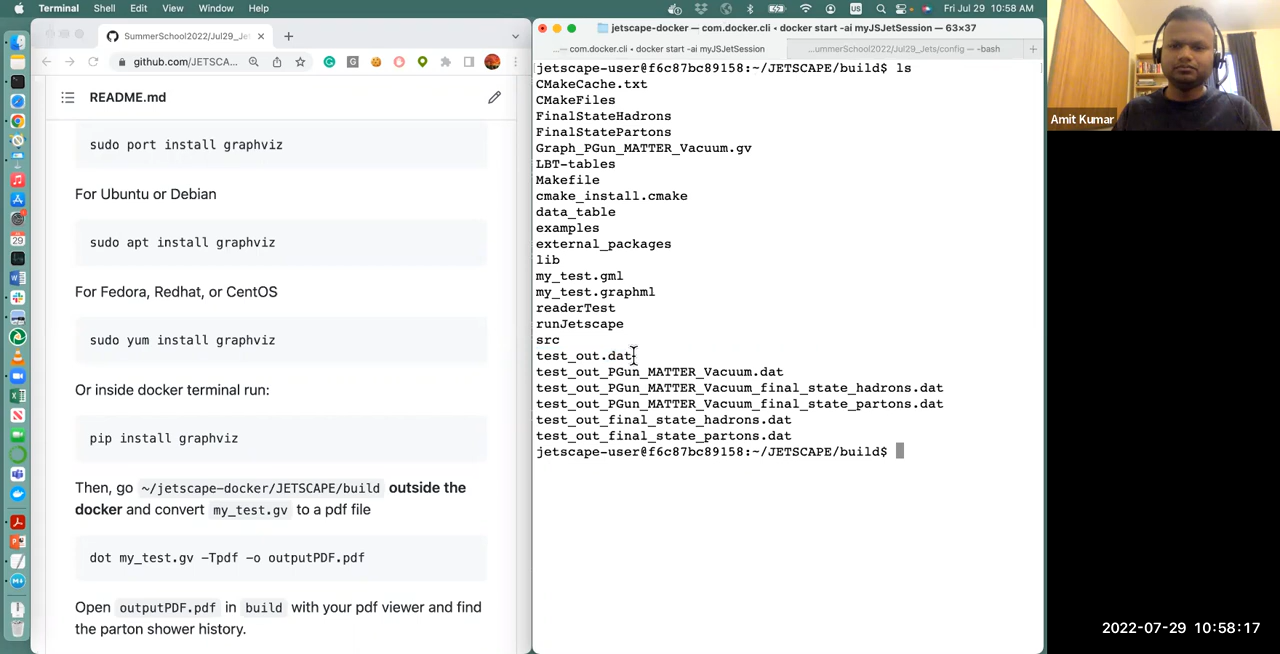 Terminal Shell Edit View Window Help
US
Fri Jul 29 10:58 AM
SummerSchool2022/Jul29_Jet
github.com/JETSCA...
README.md
sudo port install graphviz
For Ubuntu or Debian
sudo apt install graphviz
For Fedora, Redhat, or CentOS
sudo yum install graphviz
Or inside docker terminal run:
pip install graphviz
Then, go ~/jetscape-docker/JETSCAPE/build outside the
docker and convert my_test.gv to a pdf file
dot my_test.gv -Tpdf -o outputPDF.pdf
Open outputPDF.pdf in build with your pdf viewer and find
the parton shower history.
jetscape-docker — com.docker.cli ◂ docker start -ai myJSJetSession — 63×37
...— com.docker.cli ◂ docker start -ai myJSJetSession
...ummerSchool2022/Jul29_Jets/config — -bash
jetscape-user@f6c87bc89158:~/JETSCAPE/build$ ls
CMakeCache.txt
CMakeFiles
FinalStateHadrons
FinalStatePartons
Graph_PGun_MATTER_Vacuum.gv
LBT-tables
Makefile
cmake_install.cmake
data_table
examples
external_packages
lib
my_test.gml
my_test.graphml
readerTest
runJetscape
src
test_out.dat
test_out_PGun_MATTER_Vacuum.dat
test_out_PGun_MATTER_Vacuum_final_state_hadrons.dat
test_out_PGun_MATTER_Vacuum_final_state_partons.dat
test_out_final_state_hadrons.dat
test_out_final_state_partons.dat
jetscape-user@f6c87bc89158:~/JETSCAPE/build$
Amit Kumar
2022-07-29 10:58:17